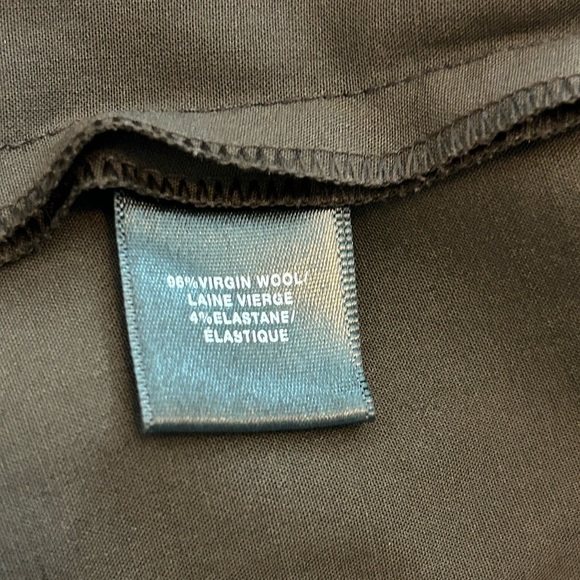 96%VIRGIN WOOL/
LAINE VIERGE
4%ELASTANE/
ÉLASTIQUE